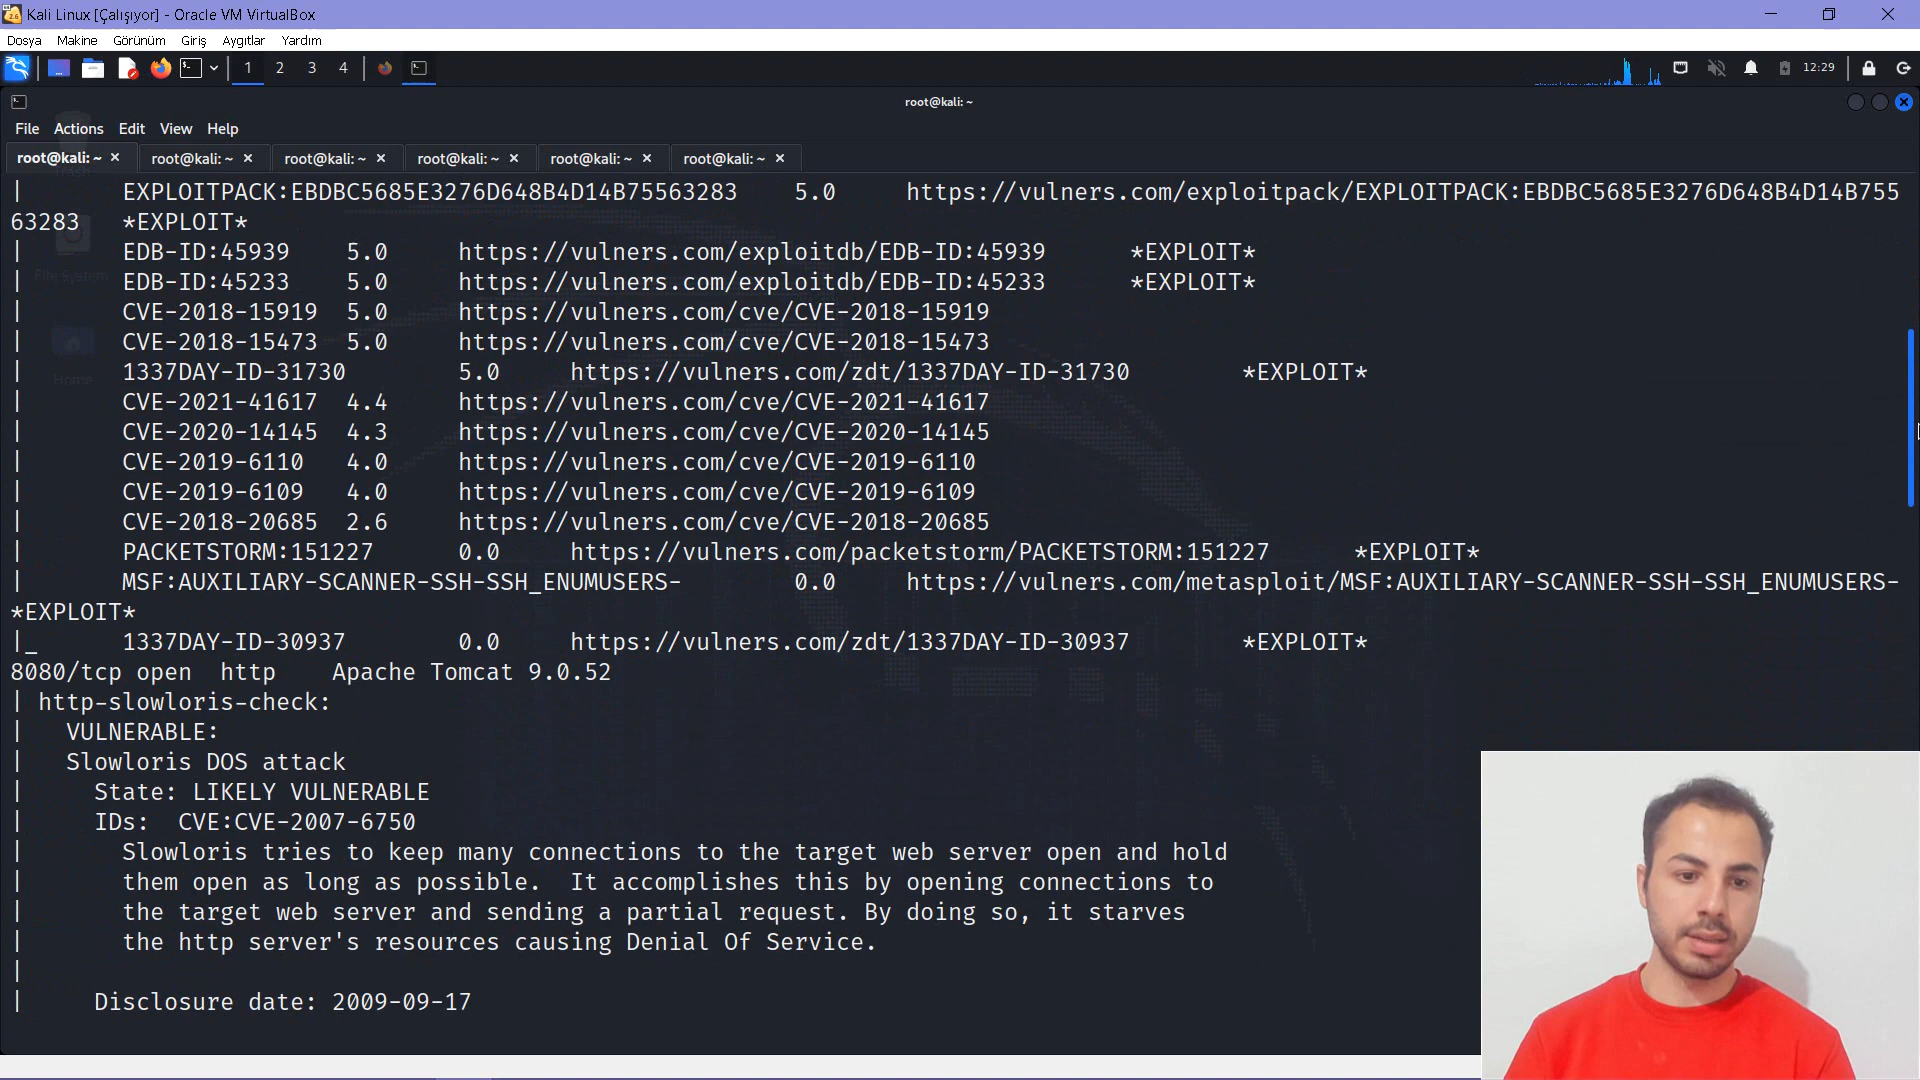 Kali Linux [Çalışıyor] - Oracle VM VirtualBox
Dosya Makine Görünüm Giriş Aygıtlar Yardım
1 2 3 4 12:29
root@kali: ~
File Actions Edit View Help
root@kali: ~ × root@kali: ~ × root@kali: ~ × root@kali: ~ × root@kali: ~ × root@kali: ~ ×
| EXPLOITPACK:EBDBC5685E3276D648B4D14B75563283 5.0 https://vulners.com/exploitpack/EXPLOITPACK:EBDBC5685E3276D648B4D14B755
63283 *EXPLOIT*
| EDB-ID:45939 5.0 https://vulners.com/exploitdb/EDB-ID:45939 *EXPLOIT*
| EDB-ID:45233 5.0 https://vulners.com/exploitdb/EDB-ID:45233 *EXPLOIT*
| CVE-2018-15919 5.0 https://vulners.com/cve/CVE-2018-15919
| CVE-2018-15473 5.0 https://vulners.com/cve/CVE-2018-15473
| 1337DAY-ID-31730 5.0 https://vulners.com/zdt/1337DAY-ID-31730 *EXPLOIT*
| CVE-2021-41617 4.4 https://vulners.com/cve/CVE-2021-41617
| CVE-2020-14145 4.3 https://vulners.com/cve/CVE-2020-14145
| CVE-2019-6110 4.0 https://vulners.com/cve/CVE-2019-6110
| CVE-2019-6109 4.0 https://vulners.com/cve/CVE-2019-6109
| CVE-2018-20685 2.6 https://vulners.com/cve/CVE-2018-20685
| PACKETSTORM:151227 0.0 https://vulners.com/packetstorm/PACKETSTORM:151227 *EXPLOIT*
| MSF:AUXILIARY-SCANNER-SSH-SSH_ENUMUSERS- 0.0 https://vulners.com/metasploit/MSF:AUXILIARY-SCANNER-SSH-SSH_ENUMUSERS-
*EXPLOIT*
|_ 1337DAY-ID-30937 0.0 https://vulners.com/zdt/1337DAY-ID-30937 *EXPLOIT*
8080/tcp open http Apache Tomcat 9.0.52
| http-slowloris-check:
| VULNERABLE:
| Slowloris DOS attack
| State: LIKELY VULNERABLE
| IDs: CVE:CVE-2007-6750
| Slowloris tries to keep many connections to the target web server open and hold
| them open as long as possible. It accomplishes this by opening connections to
| the target web server and sending a partial request. By doing so, it starves
| the http server's resources causing Denial Of Service.
|
| Disclosure date: 2009-09-17
File System
Home